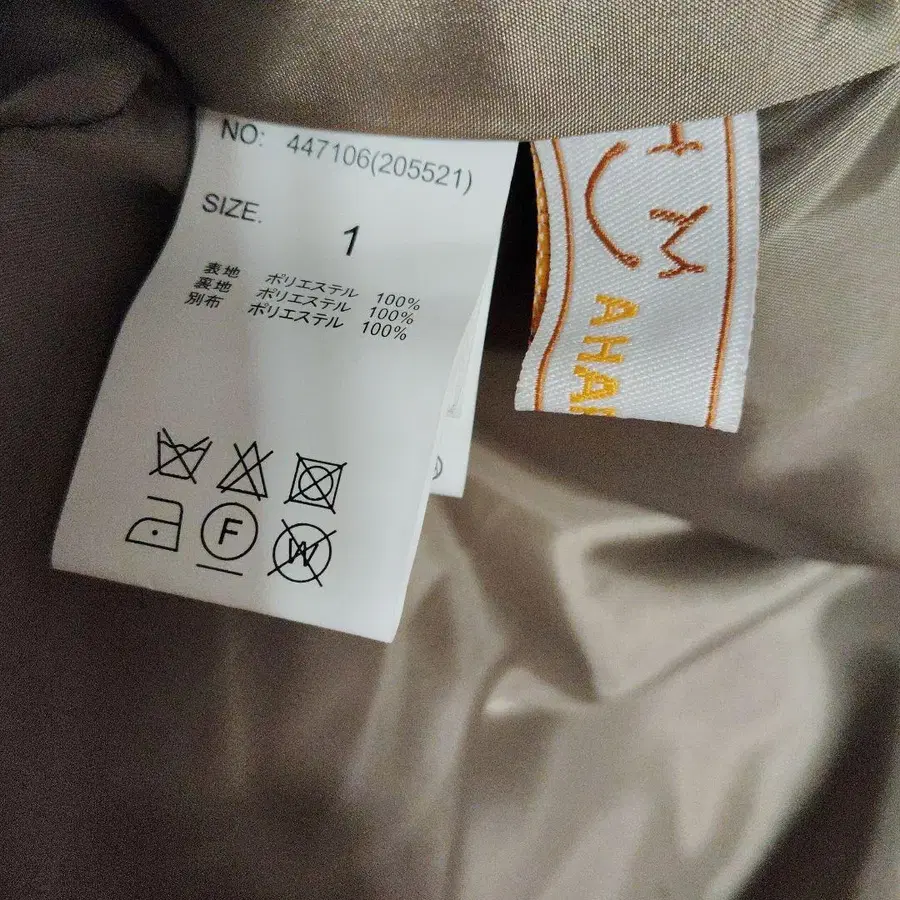 NO: 447106(205521)
SIZE. 1
表地 ポリエステル 100%
裏地 ポリエステル 100%
別布 ポリエステル 100%
F
W
M
AHA